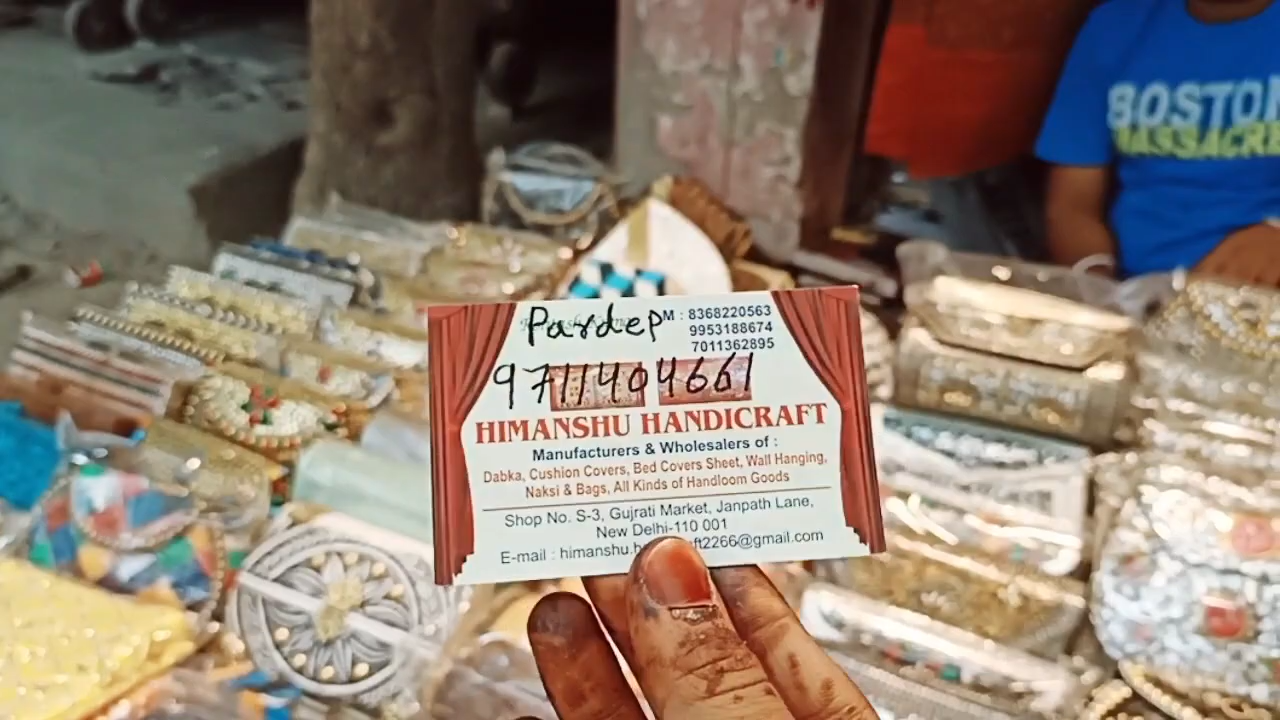 Pardep
M : 8368220563
9953188674
7011362895
9711404661
HIMANSHU HANDICRAFT
Manufacturers & Wholesalers of :
Dabka, Cushion Covers, Bed Covers Sheet, Wall Hanging,
Naksi & Bags, All Kinds of Handloom Goods
Shop No. S-3, Gujrati Market, Janpath Lane,
New Delhi-110 001
E-mail :
BOSTON
MASSACRE